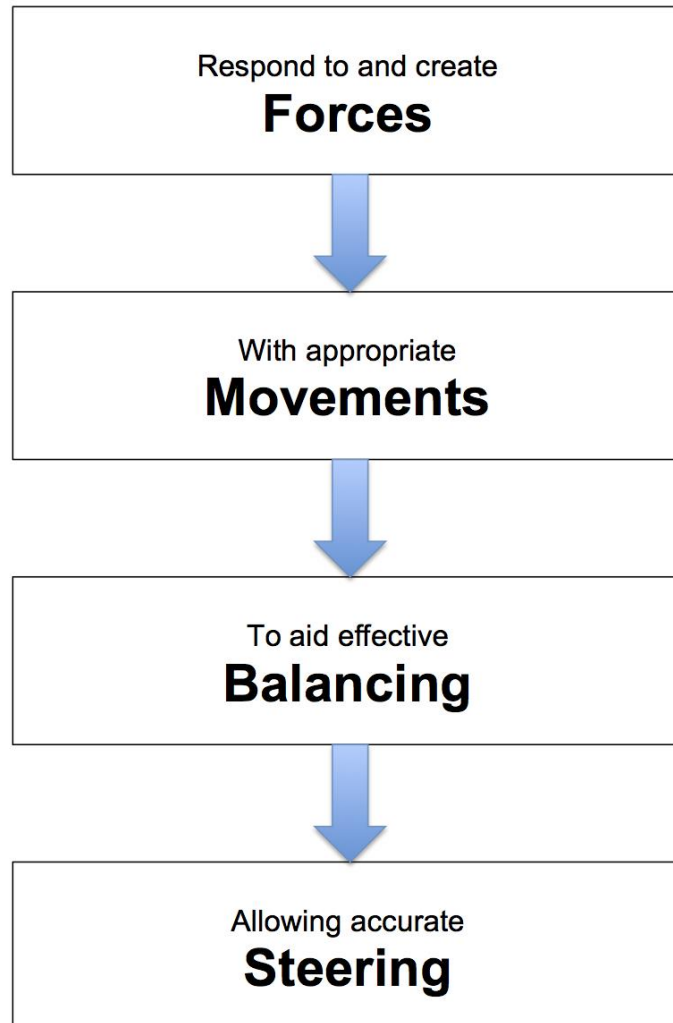 Respond to and create
Forces
With appropriate
Movements
To aid effective
Balancing
Allowing accurate
Steering